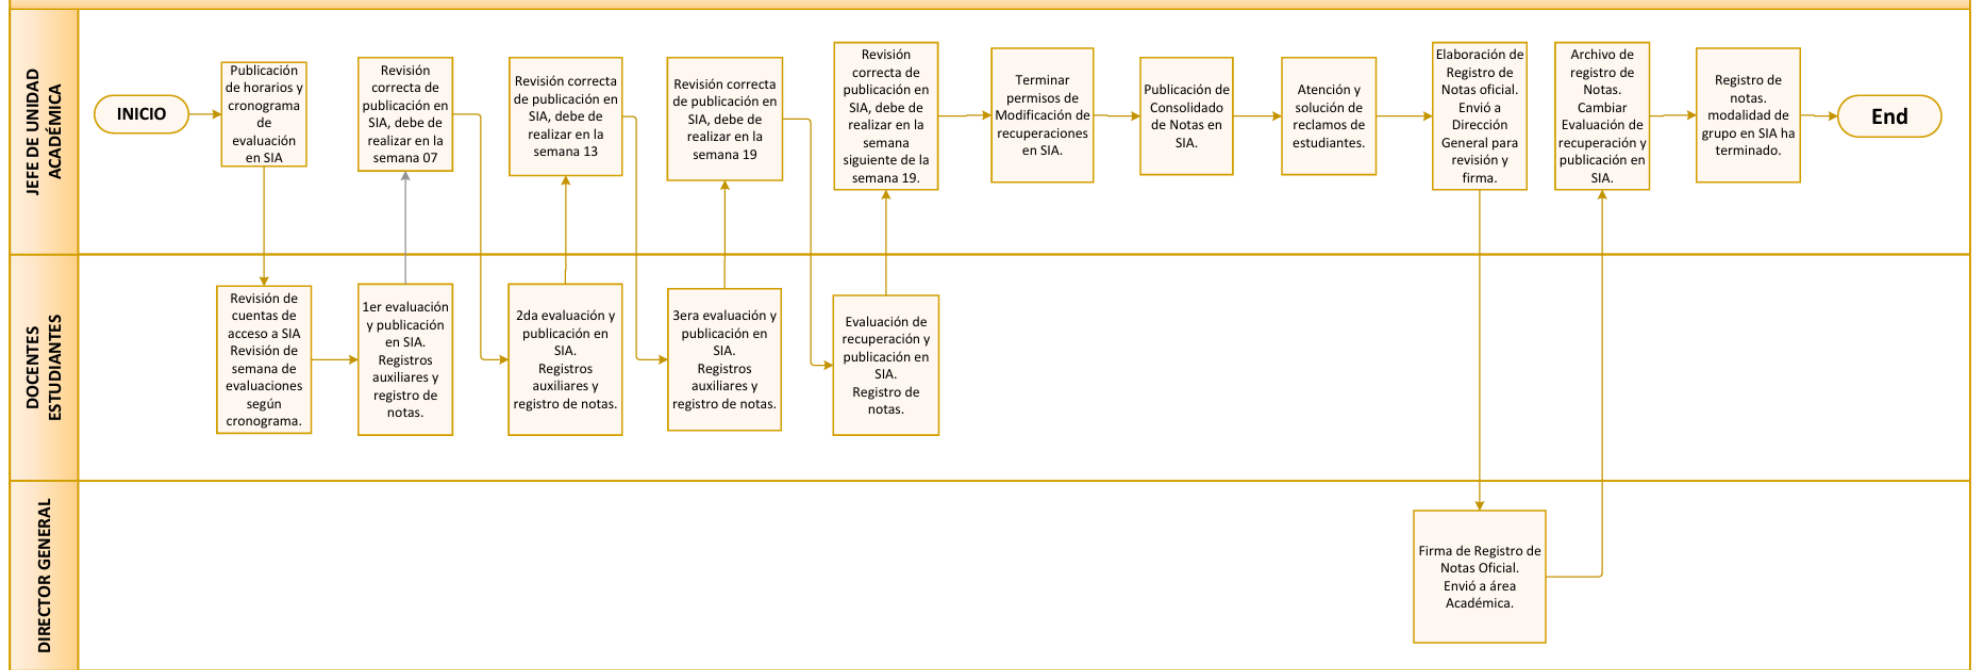 JEFE DE UNIDAD
ACADÉMICA
INICIO
Publicación
de horarios y
cronograma
de
evaluación
en SIA
Revisión
correcta de
publicación en
SIA, debe de
realizar en la
semana 07
Revisión correcta
de publicación en
SIA, debe de
realizar en la
semana 13
Revisión correcta
de publicación en
SIA, debe de
realizar en la
semana 19
Revisión
correcta de
publicación en
SIA, debe de
realizar en la
semana
siguiente de la
semana 19.
Terminar
permisos de
Modificación de
recuperaciones
en SIA.
Publicación de
Consolidado
de Notas en
SIA.
Atención y
solución de
reclamos de
estudiantes.
Elaboración de
Registro de
Notas oficial.
Envió a
Dirección
General para
revisión y
firma.
Archivo de
registro de
Notas.
Cambiar
Evaluación de
recuperación y
publicación en
SIA.
Registro de
notas.
modalidad de
grupo en SIA ha
terminado.
End
DOCENTES
ESTUDIANTES
Revisión de
cuentas de
acceso a SIA
Revisión de
semana de
evaluaciones
según
cronograma.
1er evaluación
y publicación
en SIA.
Registros
auxiliares y
registro de
notas.
2da evaluación y
publicación en
SIA.
Registros
auxiliares y
registro de notas.
3era evaluación y
publicación en
SIA.
Registros
auxiliares y
registro de notas.
Evaluación de
recuperación y
publicación en
SIA.
Registro de
notas.
DIRECTOR GENERAL
Firma de Registro de
Notas Oficial.
Envió a área
Académica.